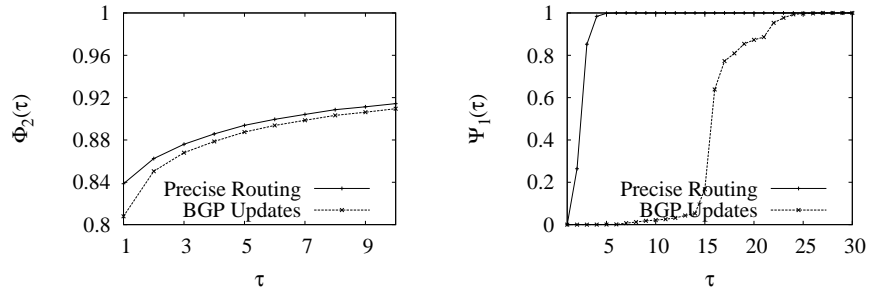 1
0.96
0.92
0.88
0.84
0.8
Φ2(τ)
Precise Routing
BGP Updates
1 3 5 7 9
τ
1
0.8
0.6
0.4
0.2
0
Ψ1(τ)
Precise Routing
BGP Updates
5 10 15 20 25 30
τ